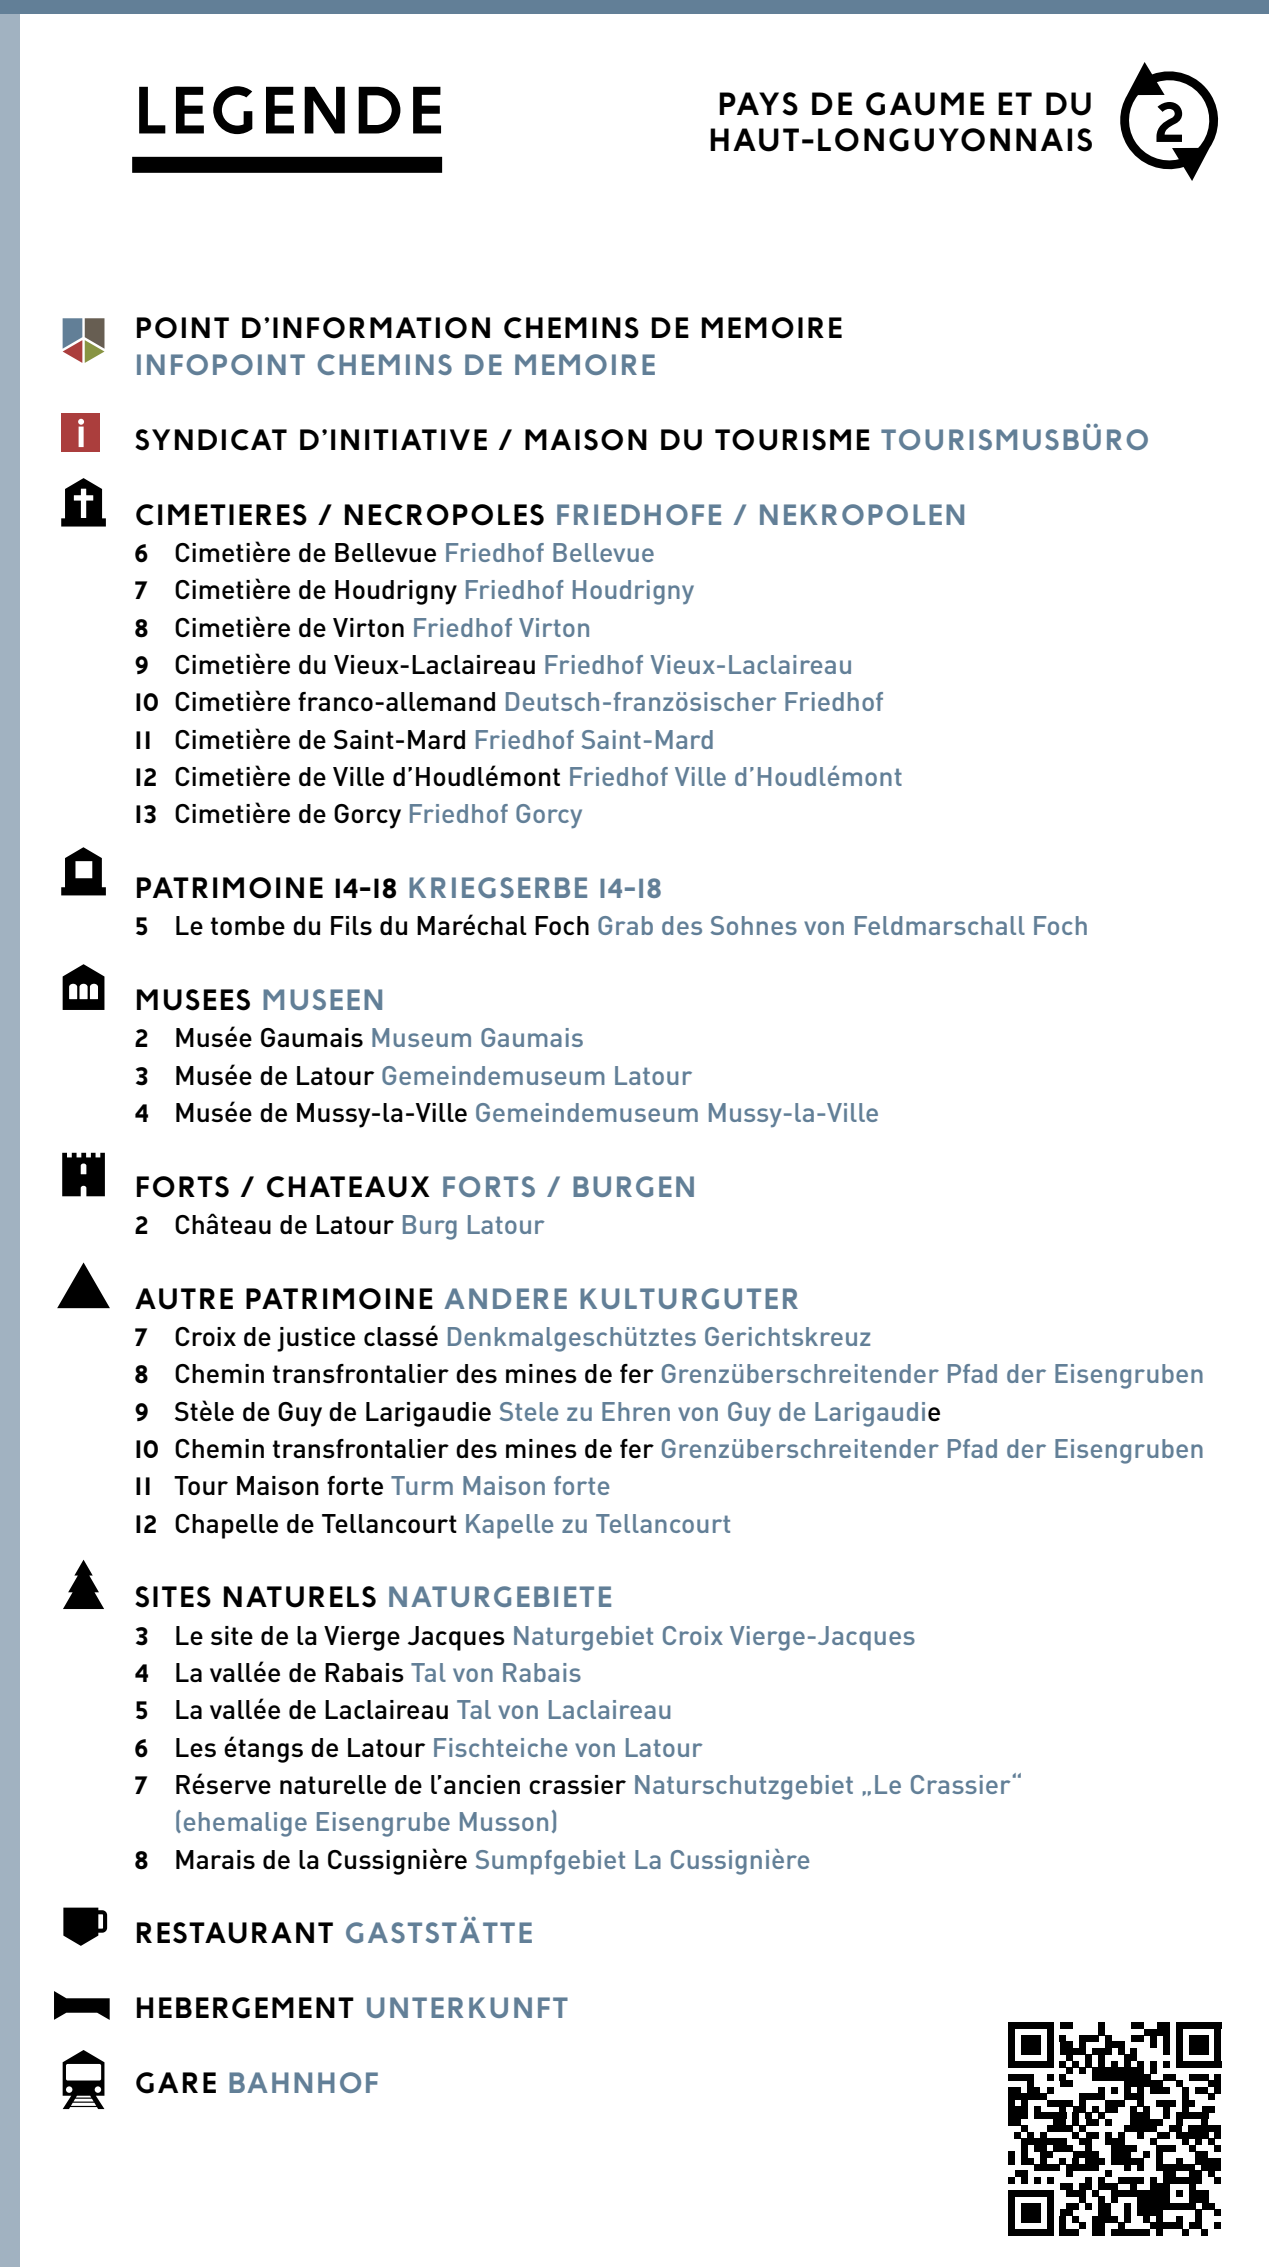 LEGENDE
PAYS DE GAUME ET DU
HAUT-LONGUYONNAIS
2
POINT D’INFORMATION CHEMINS DE MEMOIRE
INFOPOINT CHEMINS DE MEMOIRE
i
SYNDICAT D’INITIATIVE / MAISON DU TOURISME TOURISMUSBÜRO
CIMETIERES / NECROPOLES FRIEDHOFE / NEKROPOLEN
6 Cimetière de Bellevue Friedhof Bellevue
7 Cimetière de Houdrigny Friedhof Houdrigny
8 Cimetière de Virton Friedhof Virton
9 Cimetière du Vieux-Laclaireau Friedhof Vieux-Laclaireau
10 Cimetière franco-allemand Deutsch-französischer Friedhof
11 Cimetière de Saint-Mard Friedhof Saint-Mard
12 Cimetière de Ville d’Houdlémont Friedhof Ville d’Houdlémont
13 Cimetière de Gorcy Friedhof Gorcy
PATRIMOINE 14-18 KRIEGSERBE 14-18
5 Le tombe du Fils du Maréchal Foch Grab des Sohnes von Feldmarschall Foch
MUSEES MUSEEN
2 Musée Gaumais Museum Gaumais
3 Musée de Latour Gemeindemuseum Latour
4 Musée de Mussy-la-Ville Gemeindemuseum Mussy-la-Ville
FORTS / CHATEAUX FORTS / BURGEN
2 Château de Latour Burg Latour
AUTRE PATRIMOINE ANDERE KULTURGUTER
7 Croix de justice classé Denkmalgeschütztes Gerichtskreuz
8 Chemin transfrontalier des mines de fer Grenzüberschreitender Pfad der Eisengruben
9 Stèle de Guy de Larigaudie Stele zu Ehren von Guy de Larigaudie
10 Chemin transfrontalier des mines de fer Grenzüberschreitender Pfad der Eisengruben
11 Tour Maison forte Turm Maison forte
12 Chapelle de Tellancourt Kapelle zu Tellancourt
SITES NATURELS NATURGEBIETE
3 Le site de la Vierge Jacques Naturgebiet Croix Vierge-Jacques
4 La vallée de Rabais Tal von Rabais
5 La vallée de Laclaireau Tal von Laclaireau
6 Les étangs de Latour Fischteiche von Latour
7 Réserve naturelle de l’ancien crassier Naturschutzgebiet „Le Crassier“
(ehemalige Eisengrube Musson)
8 Marais de la Cussignière Sumpfgebiet La Cussignière
RESTAURANT GASTSTÄTTE
HEBERGEMENT UNTERKUNFT
GARE BAHNHOF